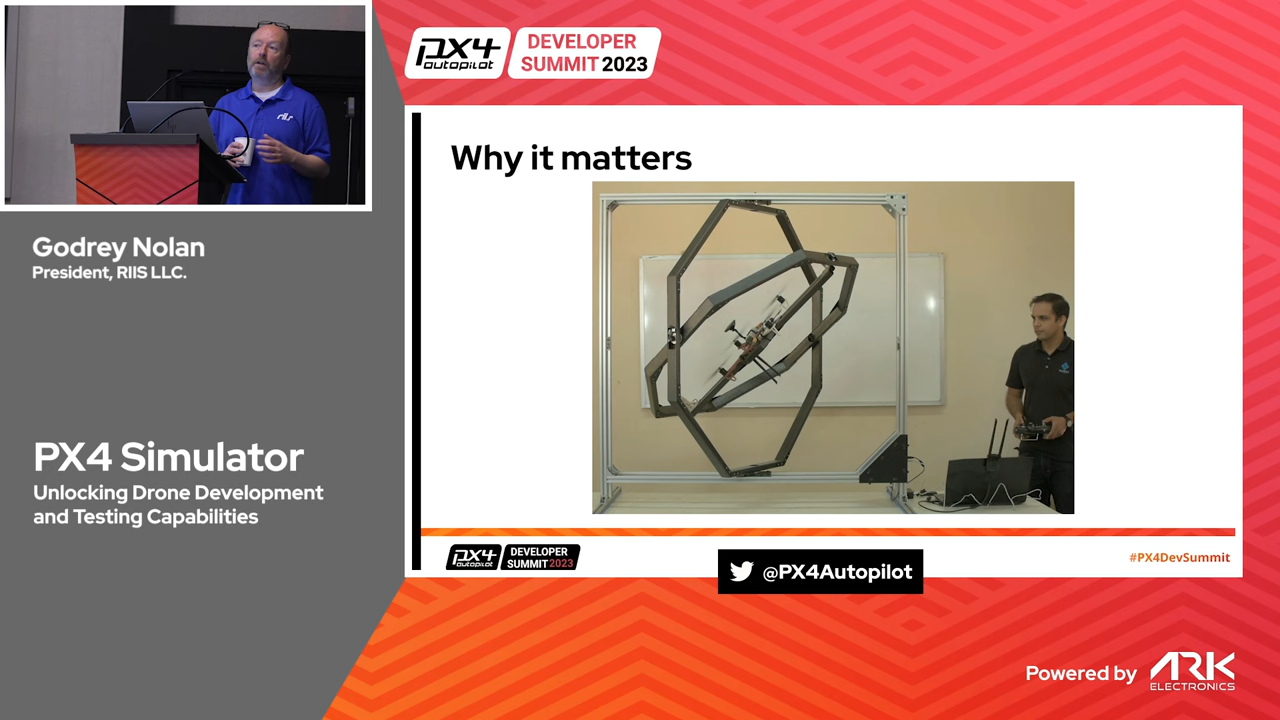 PX4
autopilot
DEVELOPER
SUMMIT 2023
riis
Why it matters
Godrey Nolan
President, RIIS LLC.
PX4 Simulator
Unlocking Drone Development
and Testing Capabilities
PX4
autopilot
DEVELOPER
SUMMIT 2023
@PX4Autopilot
#PX4DevSummit
Powered by
ARK
ELECTRONICS